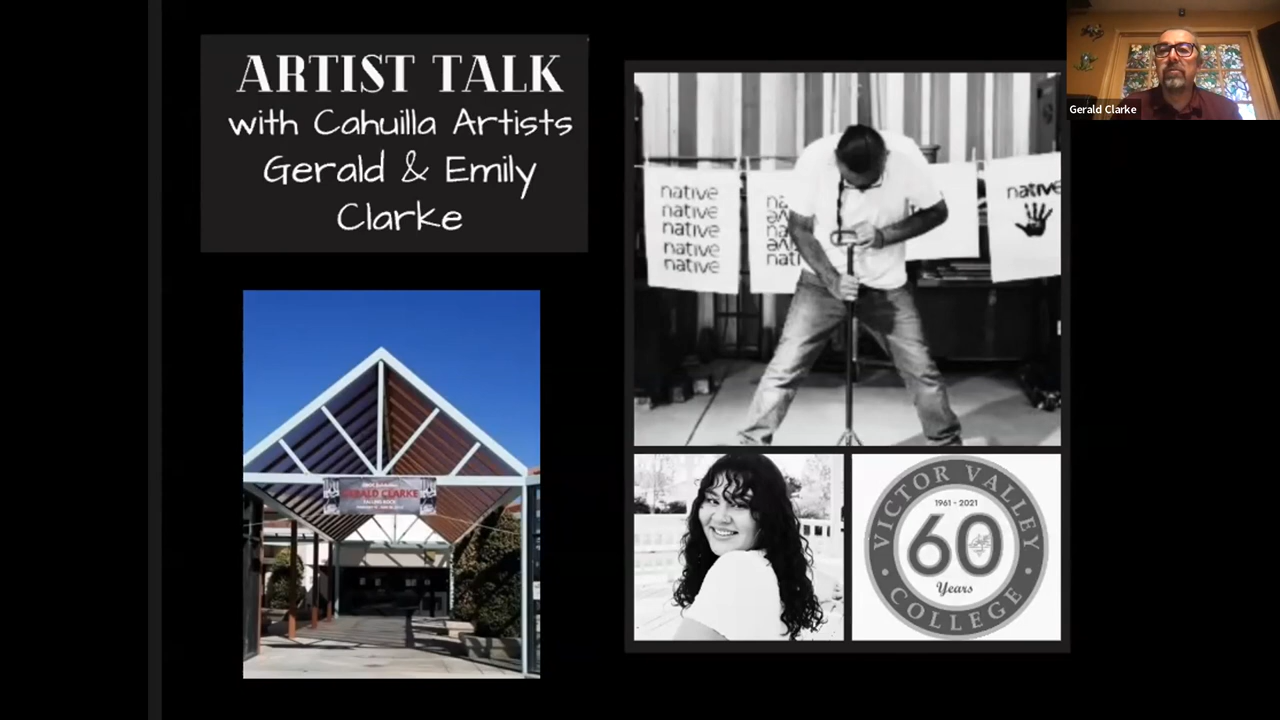 ARTIST TALK
with Cahuilla Artists
Gerald & Emily
Clarke
GERALD CLARKE
native
native
native
native
native
native
VICTOR VALLEY
1961 - 2021
60
Years
COLLEGE
Gerald Clarke